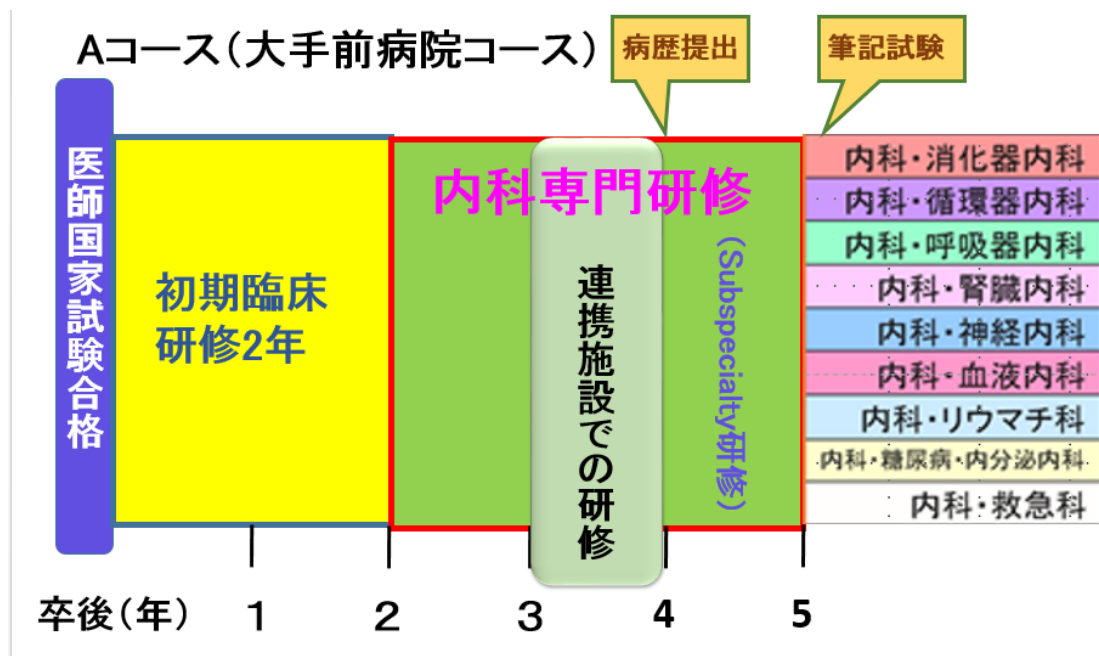 Aコース(大手前病院コース)
病歴提出
筆記試験
医師国家試験合格
初期臨床
研修2年
内科専門研修
連携施設での研修
(Subspecialty研修)
内科・消化器内科
内科・循環器内科
内科・呼吸器内科
内科・腎臓内科
内科・神経内科
内科・血液内科
内科・リウマチ科
内科・糖尿病・内分泌内科
内科・救急科
卒後(年) 1 2 3 4 5